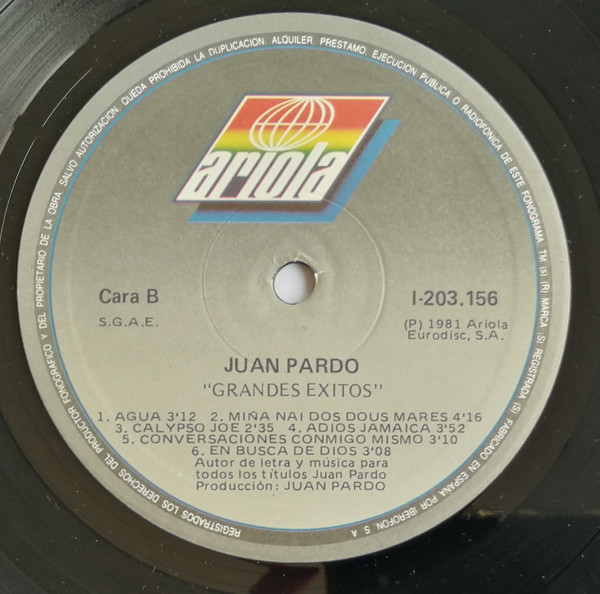 REGISTRADOS LOS DERECHOS DEL PRODUCTOR FONOGRAFICO Y DEL PROPIETARIO DE LA OBRA. SALVO AUTORIZACION, QUEDA PROHIBIDA LA DUPLICACION, ALQUILER, PRESTAMO, EJECUCION PUBLICA O RADIOFONICA DE ESTE FONOGRAMA. TM (s) (R) MARCA (S) REGISTRADA (S) FABRICADO EN ESPAÑA POR IBEROFON, S.A
ariola
Cara B
I-203.156
S.G.A.E.
(P) 1981 Ariola
Eurodisc, S.A.
JUAN PARDO
"GRANDES EXITOS"
1. AGUA 3'12 2. MIÑA NAI DOS DOUS MARES 4'16
3. CALYPSO JOE 2'35 4. ADIOS JAMAICA 3'52
5. CONVERSACIONES CONMIGO MISMO 3'10
6. EN BUSCA DE DIOS 3'08
Autor de letra y música para
todos los títulos Juan Pardo
Producción: JUAN PARDO